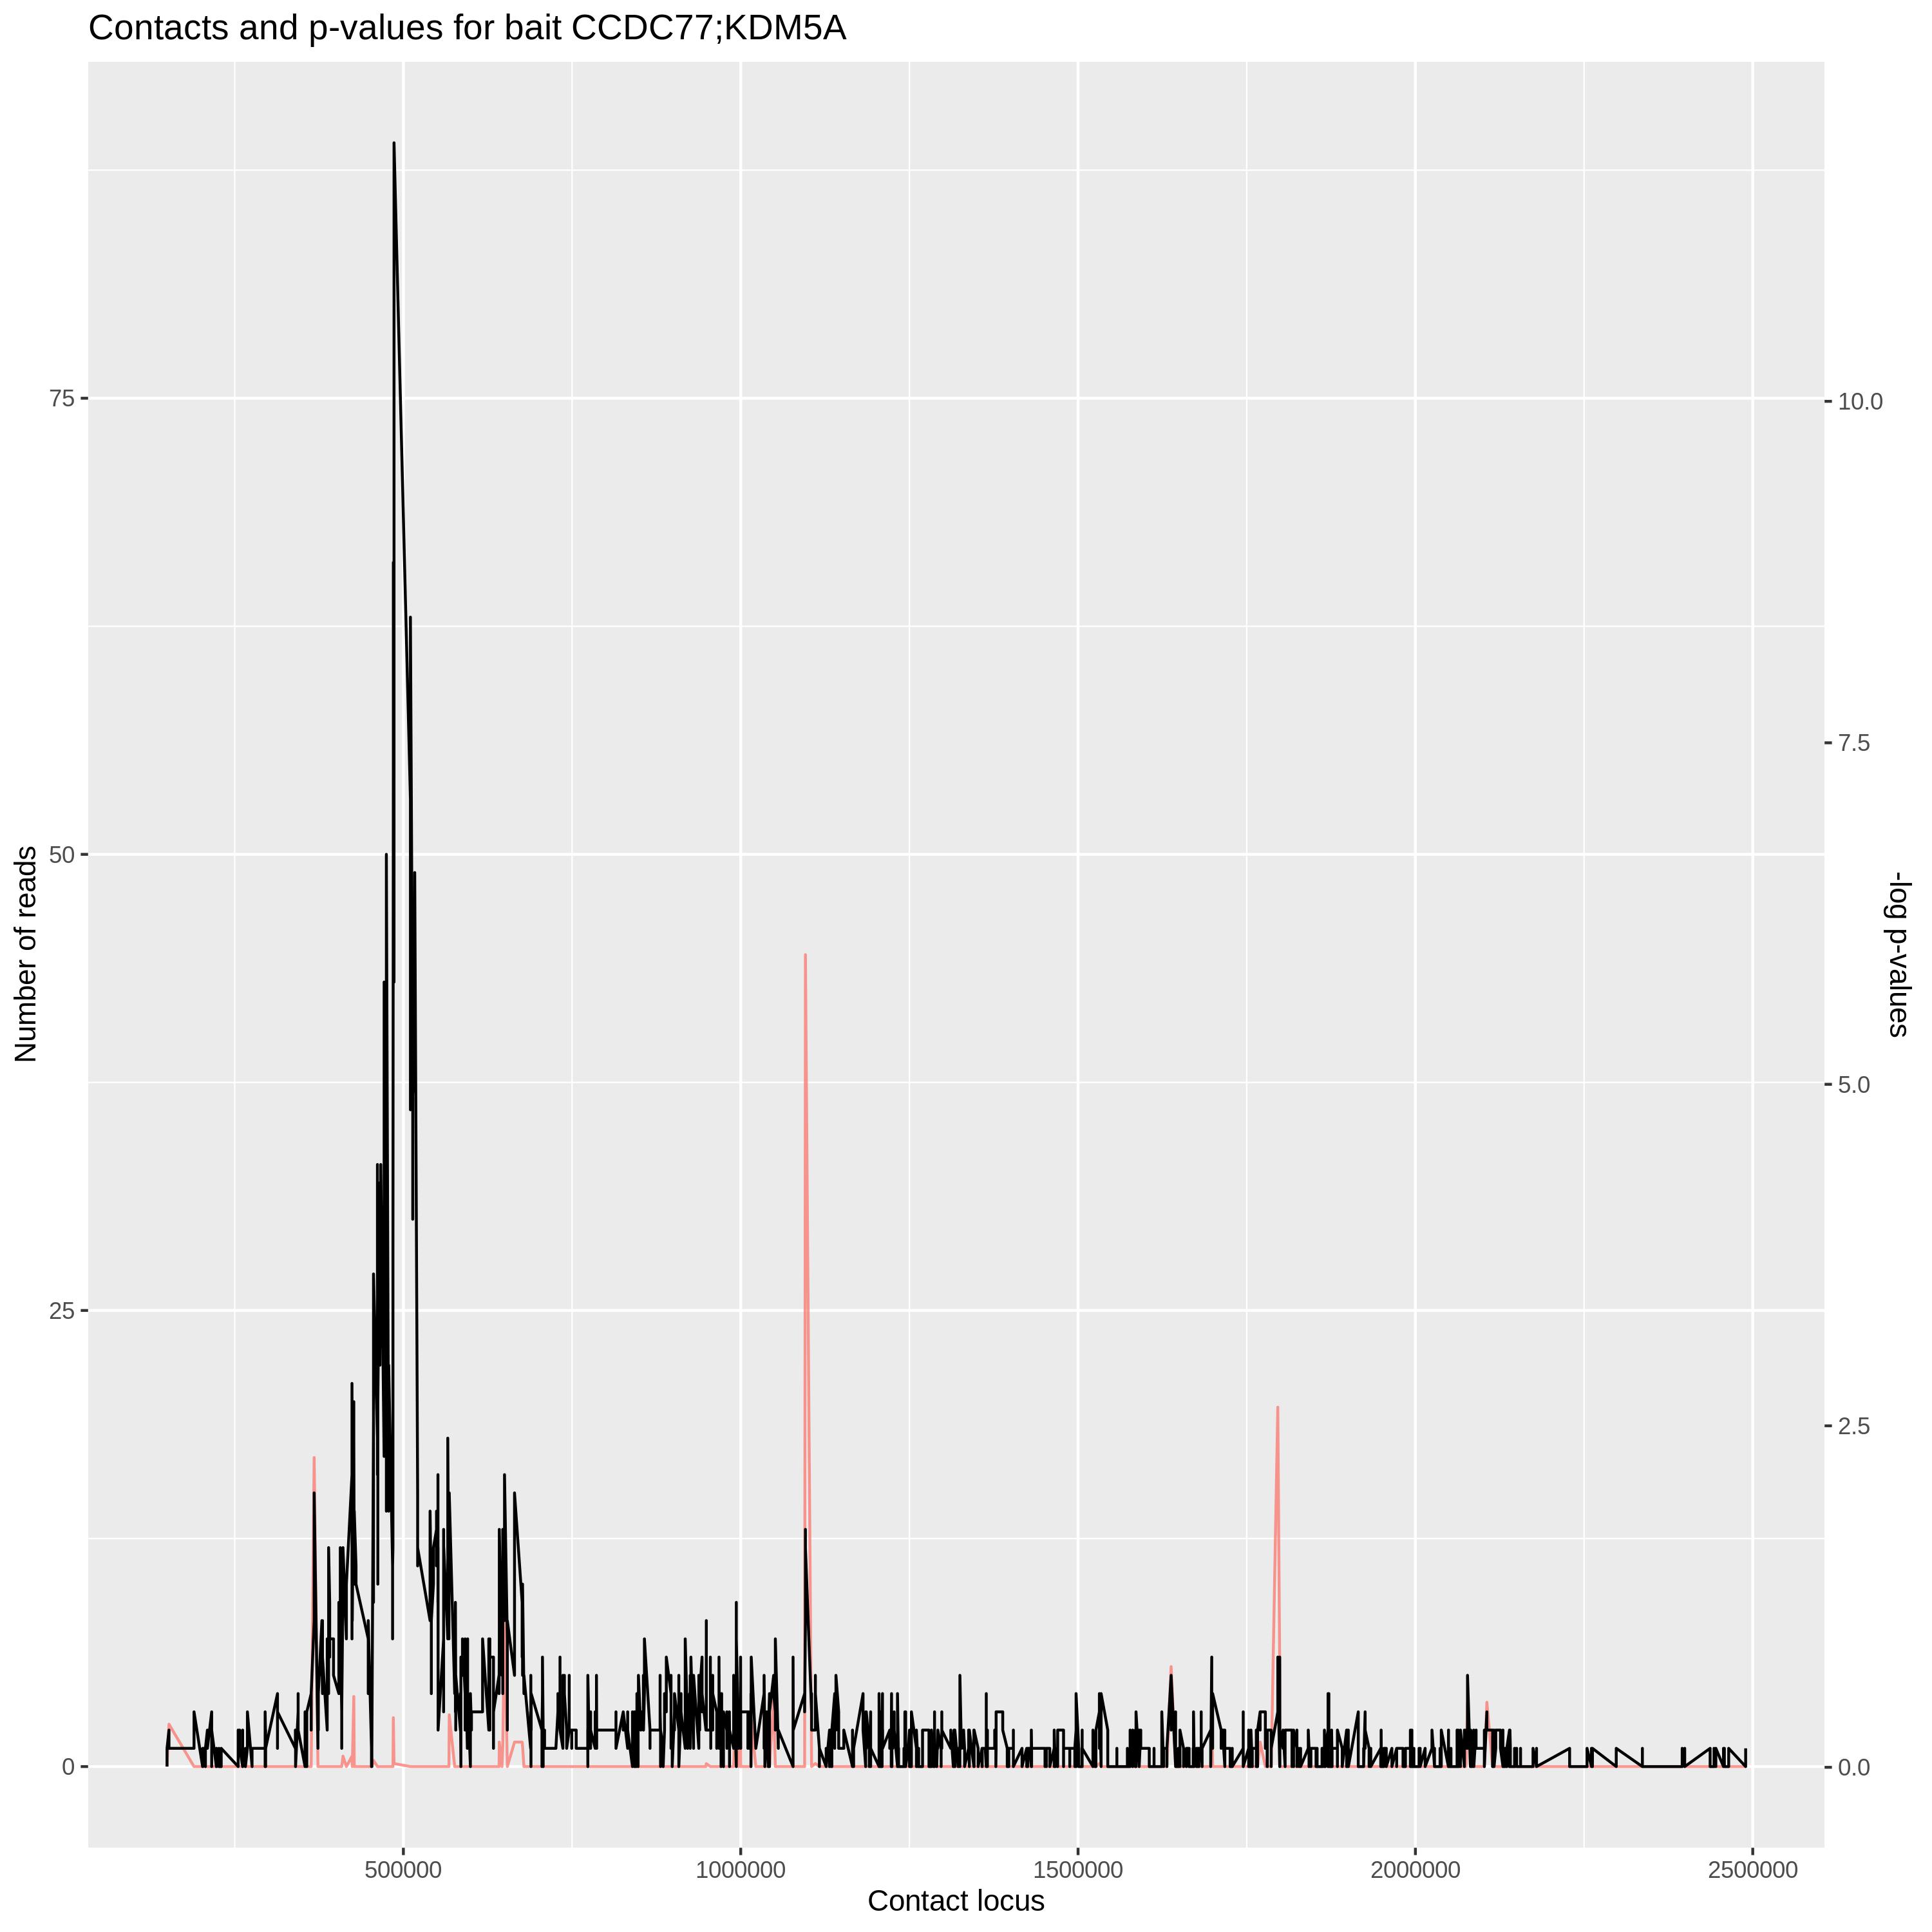 Contacts and p-values for bait CCDC77;KDM5A
Number of reads
75
50
25
0
10.0
7.5
5.0
2.5
0.0
-log p-values
500000 1000000 1500000 2000000 2500000
Contact locus